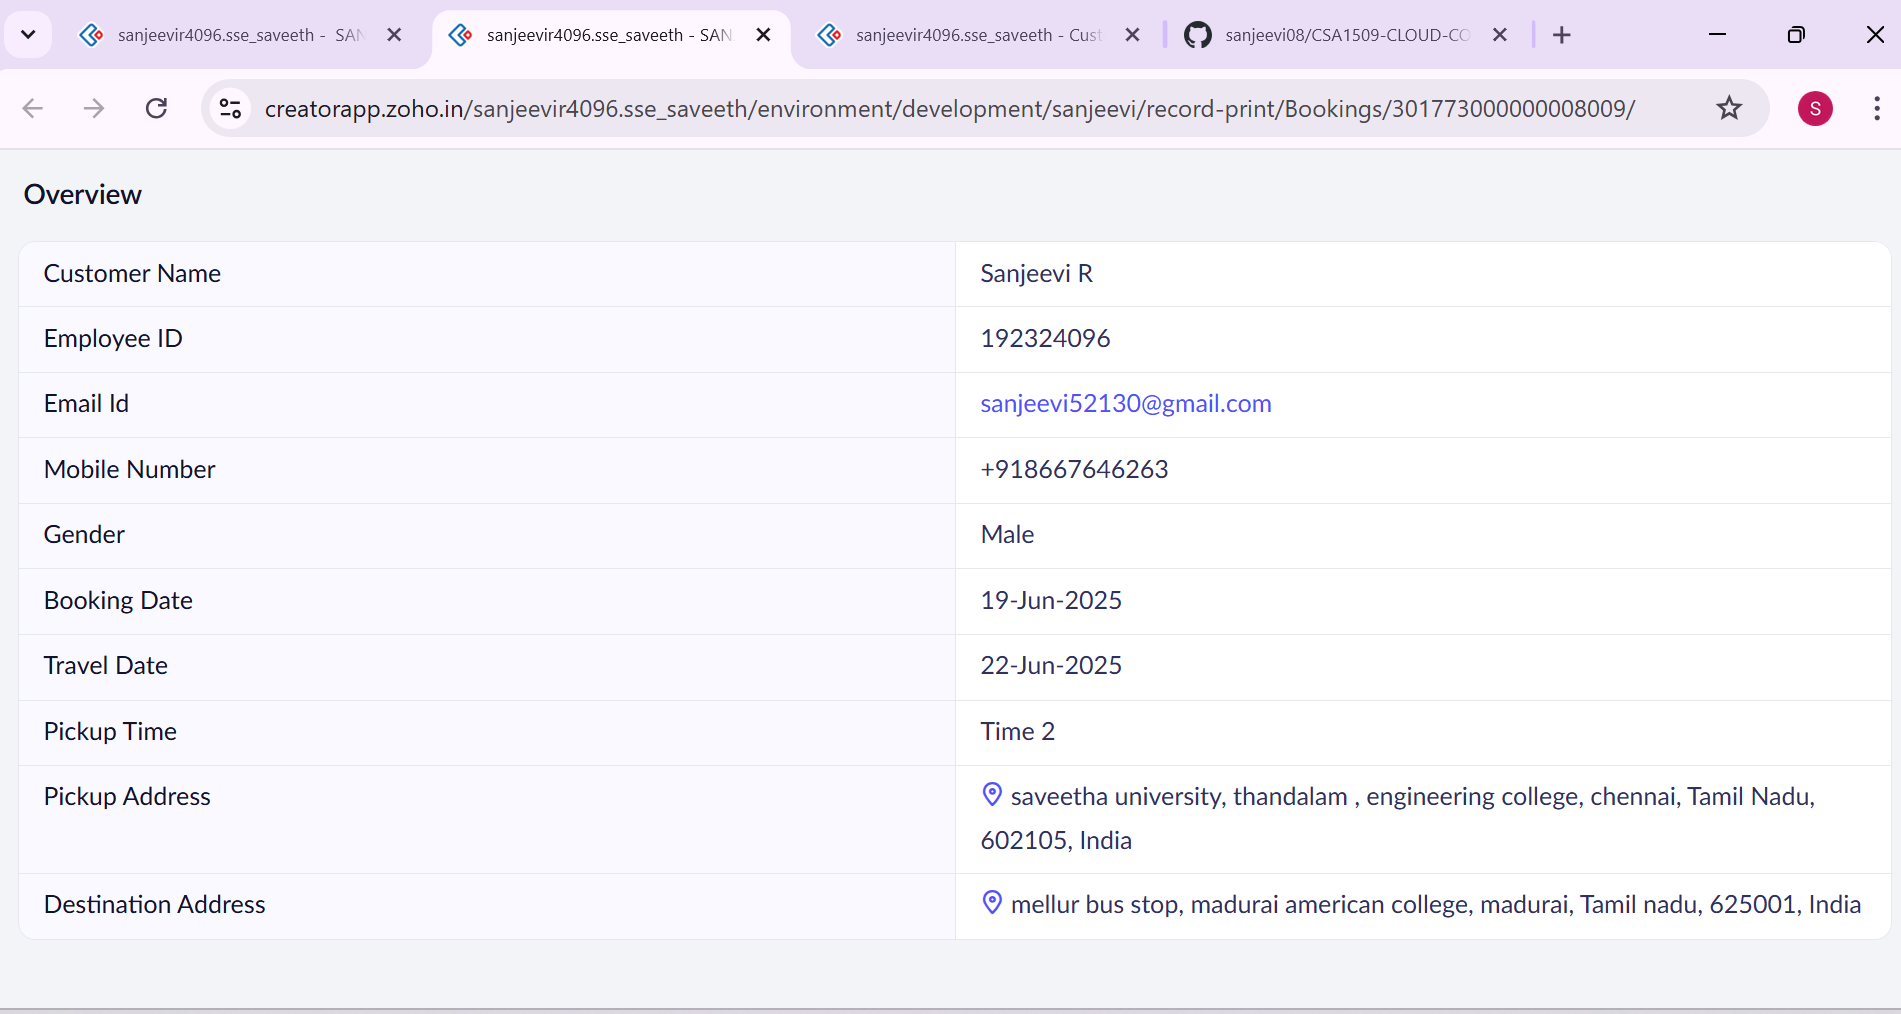 sanjeevir4096.sse_saveeth - SAN
sanjeevir4096.sse_saveeth - SAN
sanjeevir4096.sse_saveeth - Cust
sanjeevi08/CSA1509-CLOUD-CO
creatorapp.zoho.in/sanjeevir4096.sse_saveeth/environment/development/sanjeevi/record-print/Bookings/301773000000008009/
S
Overview
Customer Name Sanjeevi R
Employee ID 192324096
Email Id sanjeevi52130@gmail.com
Mobile Number +918667646263
Gender Male
Booking Date 19-Jun-2025
Travel Date 22-Jun-2025
Pickup Time Time 2
Pickup Address saveetha university, thandalam , engineering college, chennai, Tamil Nadu,
602105, India
Destination Address mellur bus stop, madurai american college, madurai, Tamil nadu, 625001, India